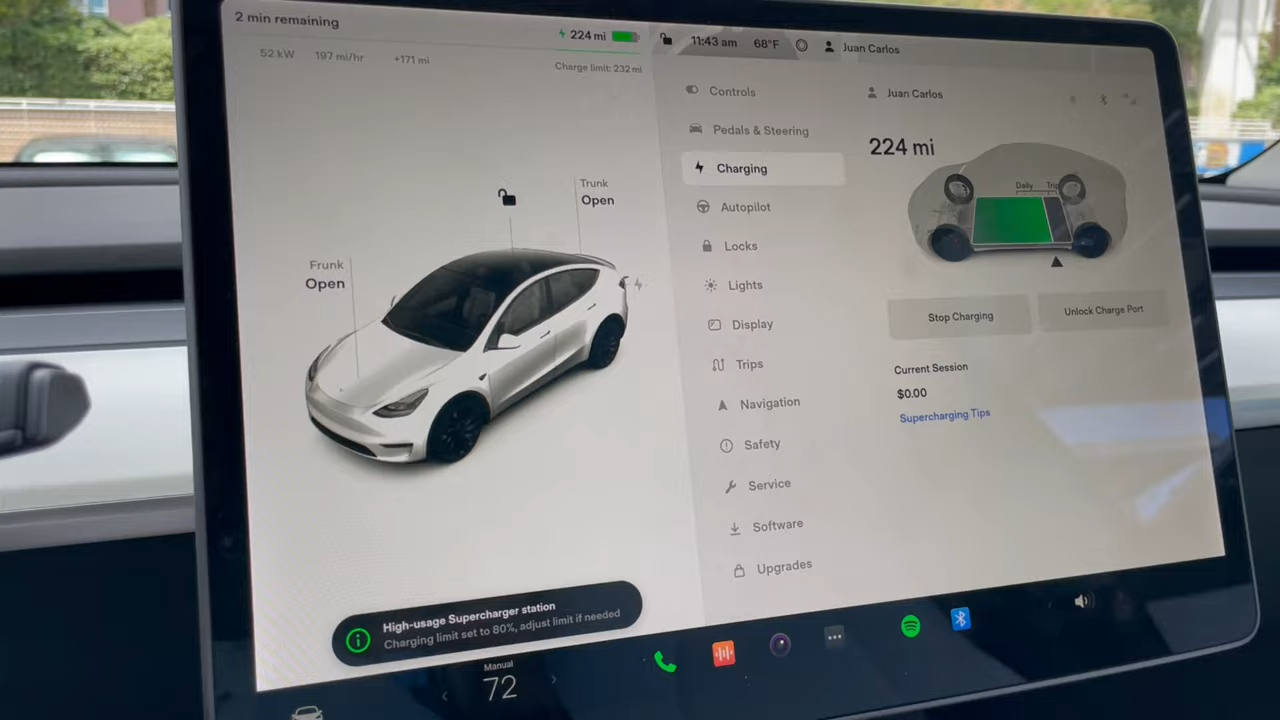 2 min remaining
224 mi
52 kW 197 mi/hr +171 mi
Charge limit: 232 mi
Trunk
Open
Frunk
Open
High-usage Supercharger station
Charging limit set to 80%, adjust limit if needed
11:43 am 68°F Juan Carlos
Controls
Pedals & Steering
Charging
Autopilot
Locks
Lights
Display
Trips
Navigation
Safety
Service
Software
Upgrades
Juan Carlos
224 mi
Daily Trip
Stop Charging Unlock Charge Port
Current Session
$0.00
Supercharging Tips
Manual
72